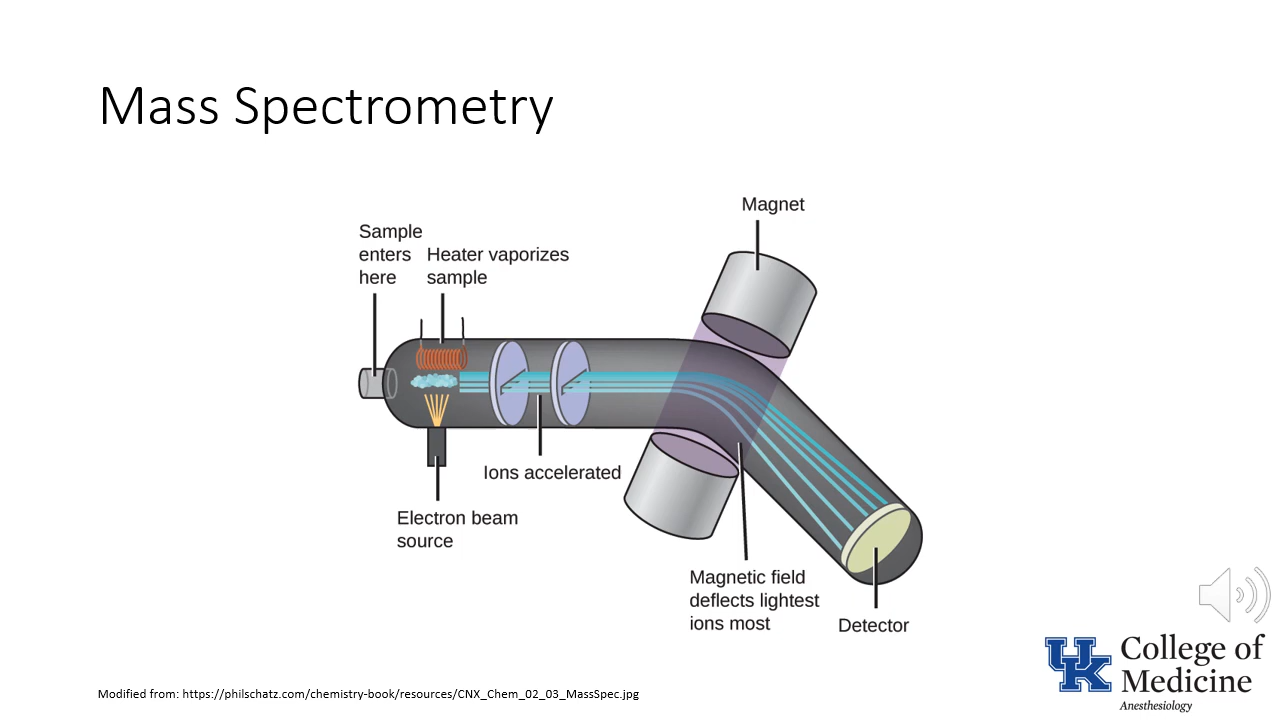 Mass Spectrometry
Magnet
Sample
enters
here
Heater vaporizes
sample
Ions accelerated
Electron beam
source
Magnetic field
deflects lightest
ions most
Detector
Modified from: https://philschatz.com/chemistry-book/resources/CNX_Chem_02_03_MassSpec.jpg
UK
College of
Medicine
Anesthesiology